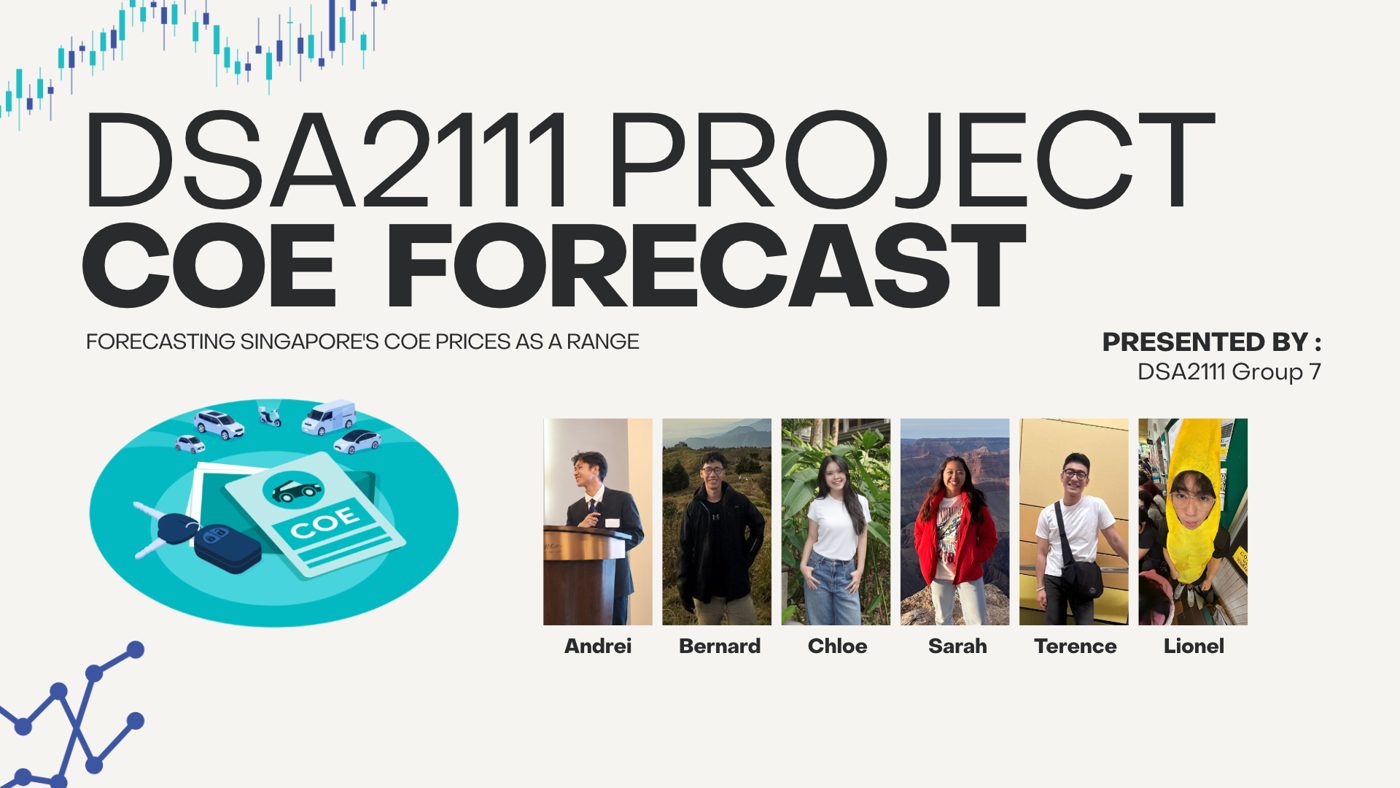 DSA2111 PROJECT
COE FORECAST
FORECASTING SINGAPORE'S COE PRICES AS A RANGE
PRESENTED BY :
DSA2111 Group 7
COE
Andrei
Bernard
Chloe
Sarah
Terence
Lionel